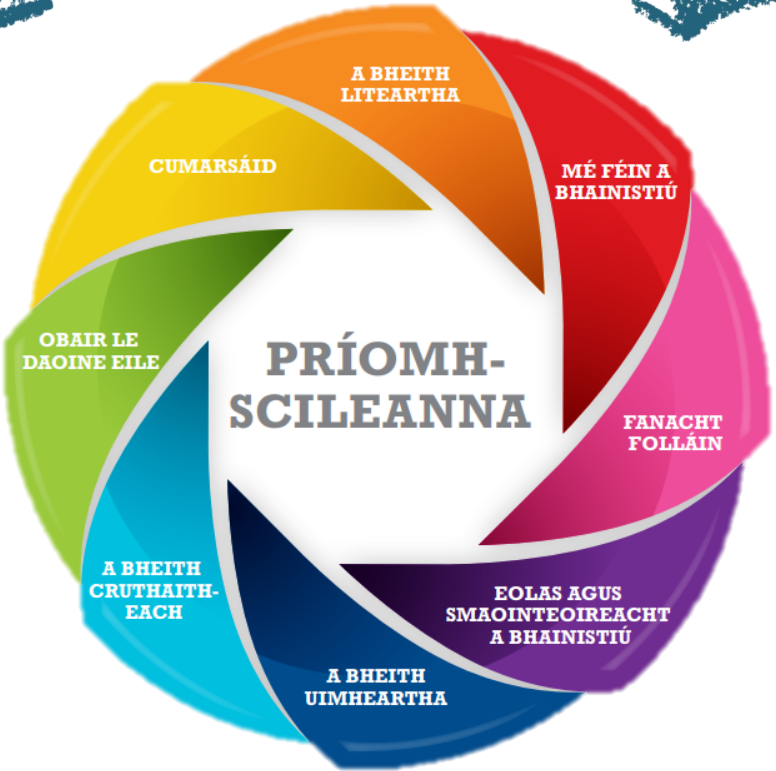 A BHEITH
LITEARTHA
MÉ FÉIN A
BHAINISTIÚ
FANACHT
FOLLÁIN
EOLAS AGUS
SMAOINTEOIREACHT
A BHAINISTIÚ
A BHEITH
UIMHEARTHA
A BHEITH
CRUTHAITH-
EACH
OBAIR LE
DAOINE EILE
CUMARSÁID
PRÍOMH-
SCILEANNA